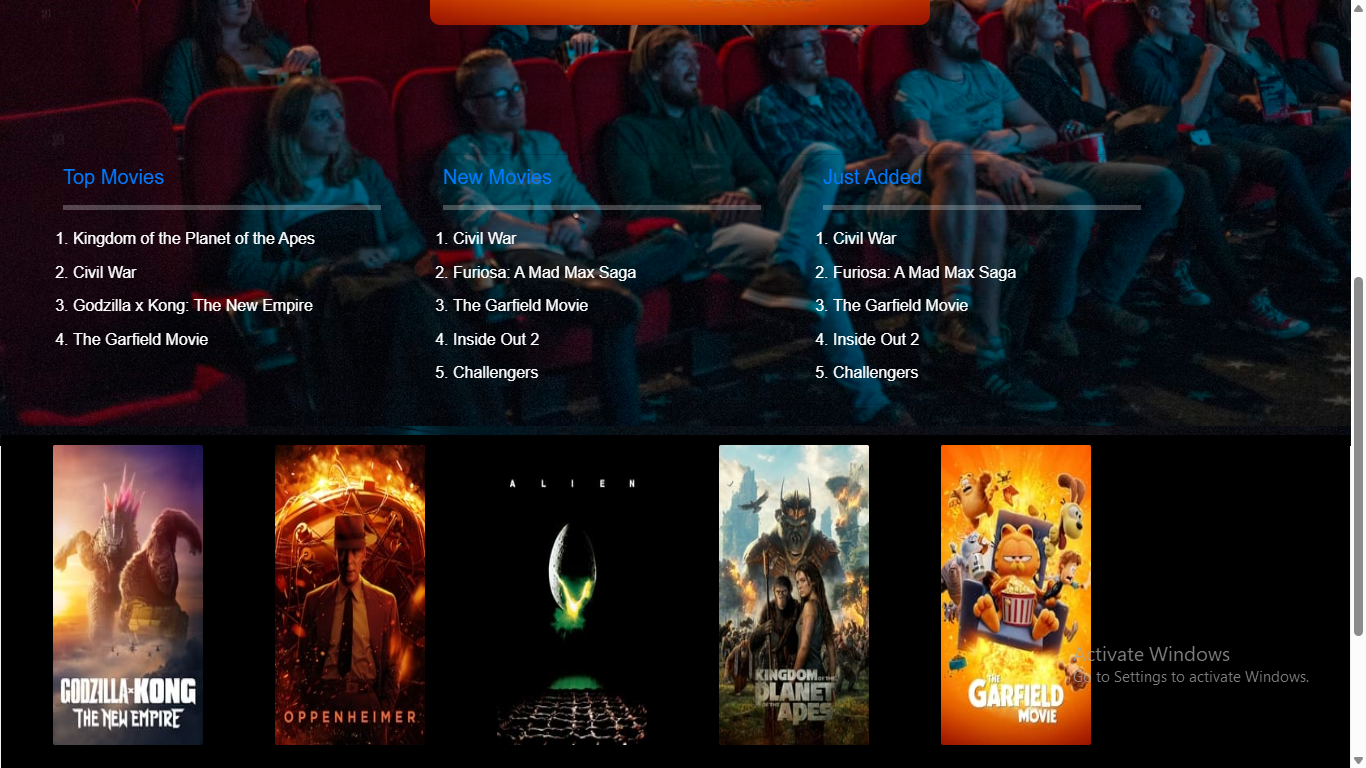 Top Movies
New Movies
Just Added
1. Kingdom of the Planet of the Apes
2. Civil War
3. Godzilla x Kong: The New Empire
4. The Garfield Movie
1. Civil War
2. Furiosa: A Mad Max Saga
3. The Garfield Movie
4. Inside Out 2
5. Challengers
1. Civil War
2. Furiosa: A Mad Max Saga
3. The Garfield Movie
4. Inside Out 2
5. Challengers
GODZILLA x KONG
THE NEW EMPIRE
OPPENHEIMER
ALIEN
KINGDOM OF THE
PLANET
OF THE APES
THE
GARFIELD
MOVIE
Activate Windows
Go to Settings to activate Windows.